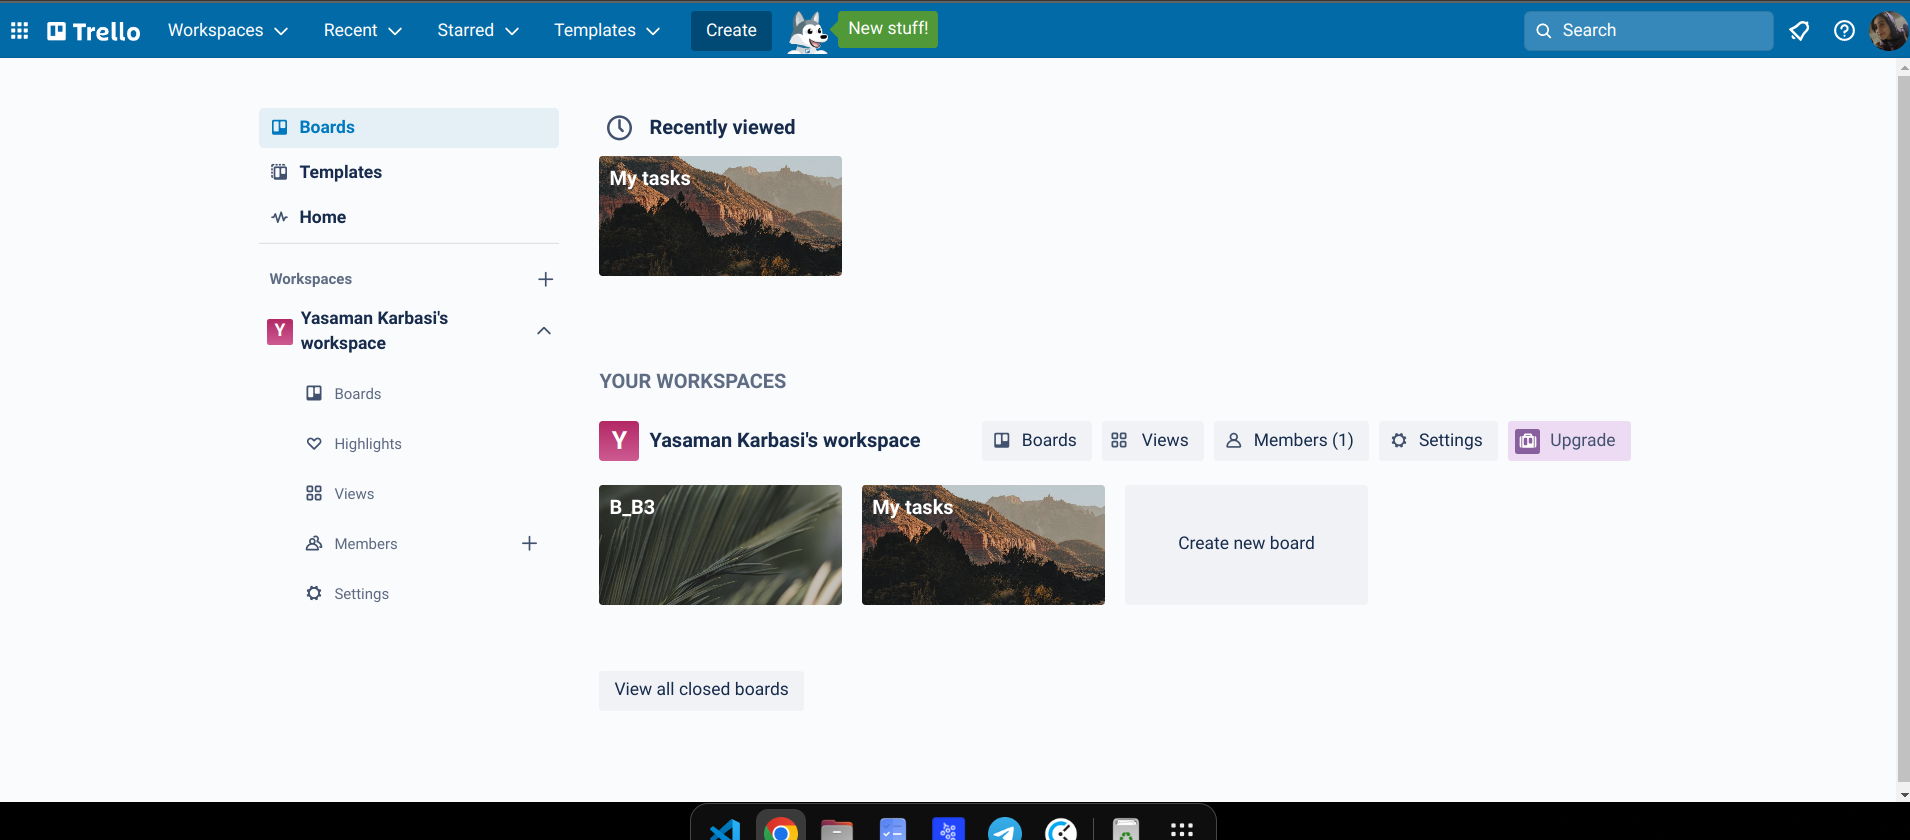 Trello
Workspaces
Recent
Starred
Templates
Create
New stuff!
Search
Boards
Templates
Home
Workspaces
Y
Yasaman Karbasi's
workspace
Boards
Highlights
Views
Members
Settings
Recently viewed
My tasks
YOUR WORKSPACES
Y
Yasaman Karbasi's workspace
Boards
Views
Members (1)
Settings
Upgrade
B_B3
My tasks
Create new board
View all closed boards